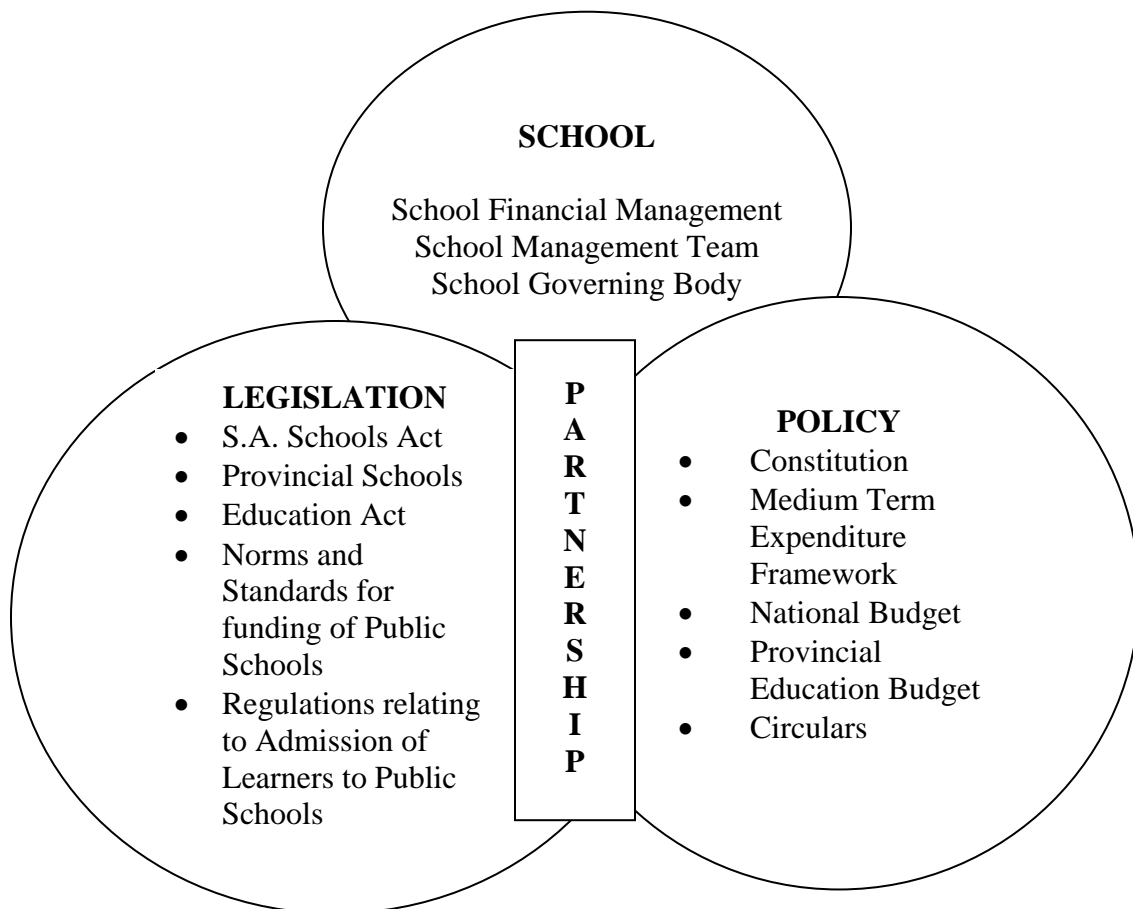 SCHOOL
School Financial Management
School Management Team
School Governing Body
LEGISLATION
• S.A. Schools Act
• Provincial Schools
• Education Act
• Norms and
Standards for
funding of Public
Schools
• Regulations relating
to Admission of
Learners to Public
Schools
P
A
R
T
N
E
R
S
H
I
P
POLICY
• Constitution
• Medium Term
Expenditure
Framework
• National Budget
• Provincial
Education Budget
• Circulars